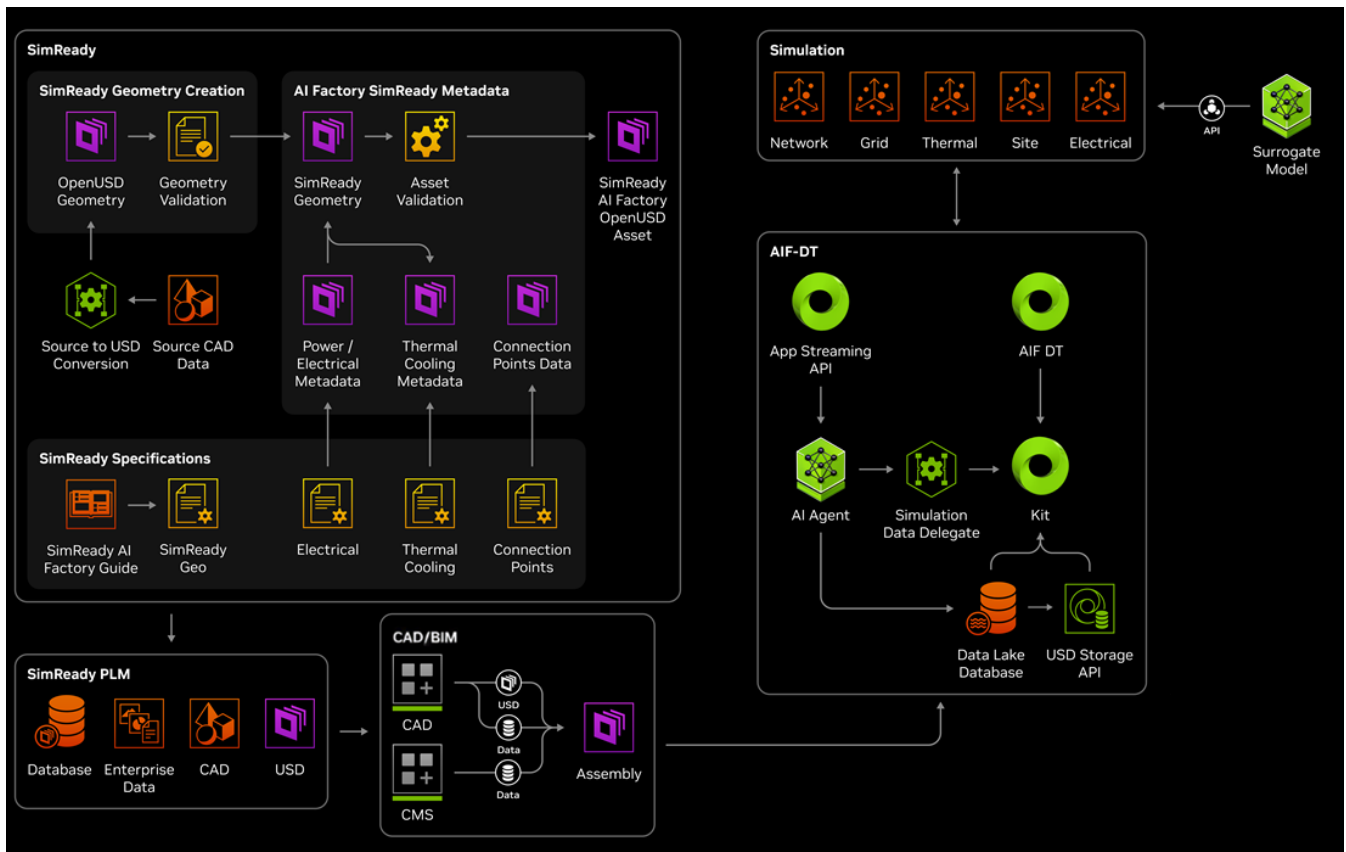 SimReady
SimReady Geometry Creation
OpenUSD
Geometry
Geometry
Validation
Source to USD
Conversion
Source CAD
Data
AI Factory SimReady Metadata
SimReady
Geometry
Asset
Validation
SimReady
AI Factory
OpenUSD
Asset
Power /
Electrical
Metadata
Thermal
Cooling
Metadata
Connection
Points Data
SimReady Specifications
SimReady AI
Factory Guide
SimReady
Geo
Electrical
Thermal
Cooling
Connection
Points
SimReady PLM
Database
Enterprise
Data
CAD
USD
CAD/BIM
CAD
USD
Data
CMS
Data
Assembly
Simulation
Network
Grid
Thermal
Site
Electrical
API
Surrogate
Model
AIF-DT
App Streaming
API
AIF DT
AI Agent
Simulation
Data Delegate
Kit
Data Lake
Database
USD Storage
API